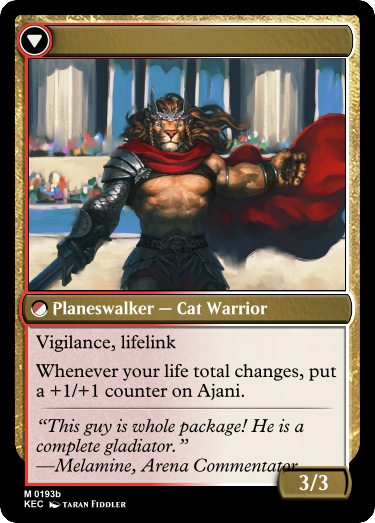 Planeswalker — Cat Warrior
Vigilance, lifelink
Whenever your life total changes, put
a +1/+1 counter on Ajani.
“This guy is whole package! He is a
complete gladiator.”
—Melamine, Arena Commentator
3/3
M 0193b
KEC TARAN FIDDLER